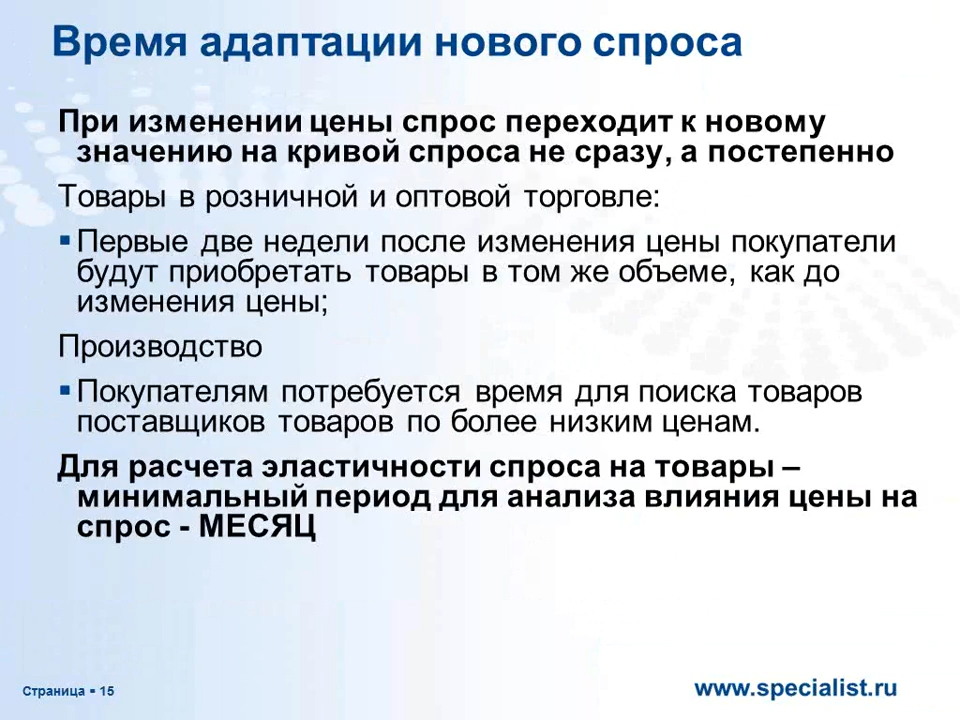 Время адаптации нового спроса
При изменении цены спрос переходит к новому
значению на кривой спроса не сразу, а постепенно
Товары в розничной и оптовой торговле:
▪ Первые две недели после изменения цены покупатели
будут приобретать товары в том же объеме, как до
изменения цены;
Производство
▪ Покупателям потребуется время для поиска товаров
поставщиков товаров по более низким ценам.
Для расчета эластичности спроса на товары –
минимальный период для анализа влияния цены на
спрос - МЕСЯЦ
Страница ▪ 15
www.specialist.ru